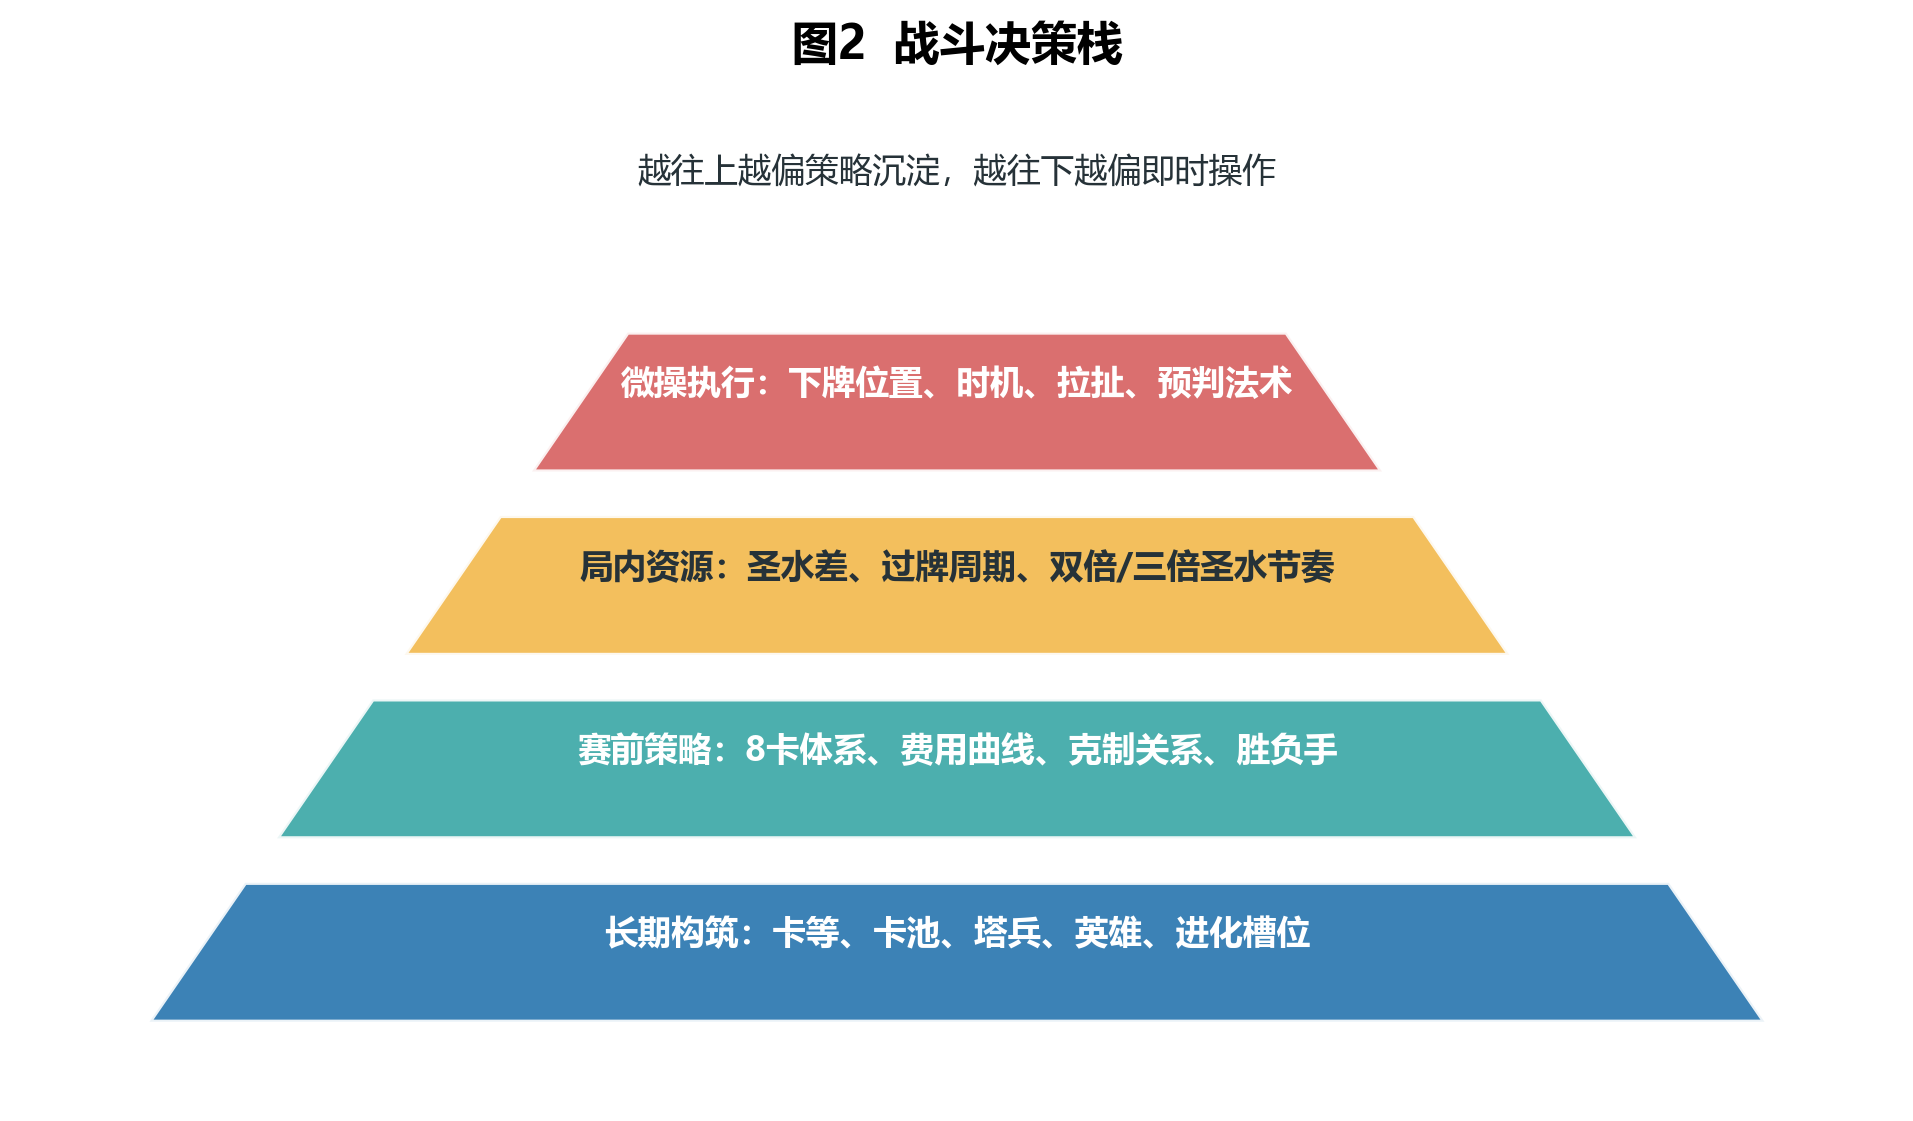 图2 战斗决策栈
越往上越偏策略沉淀，越往下越偏即时操作
微操执行：下牌位置、时机、拉扯、预判法术
局内资源：圣水差、过牌周期、双倍/三倍圣水节奏
赛前策略：8卡体系、费用曲线、克制关系、胜负手
长期构筑：卡等、卡池、塔兵、英雄、进化槽位